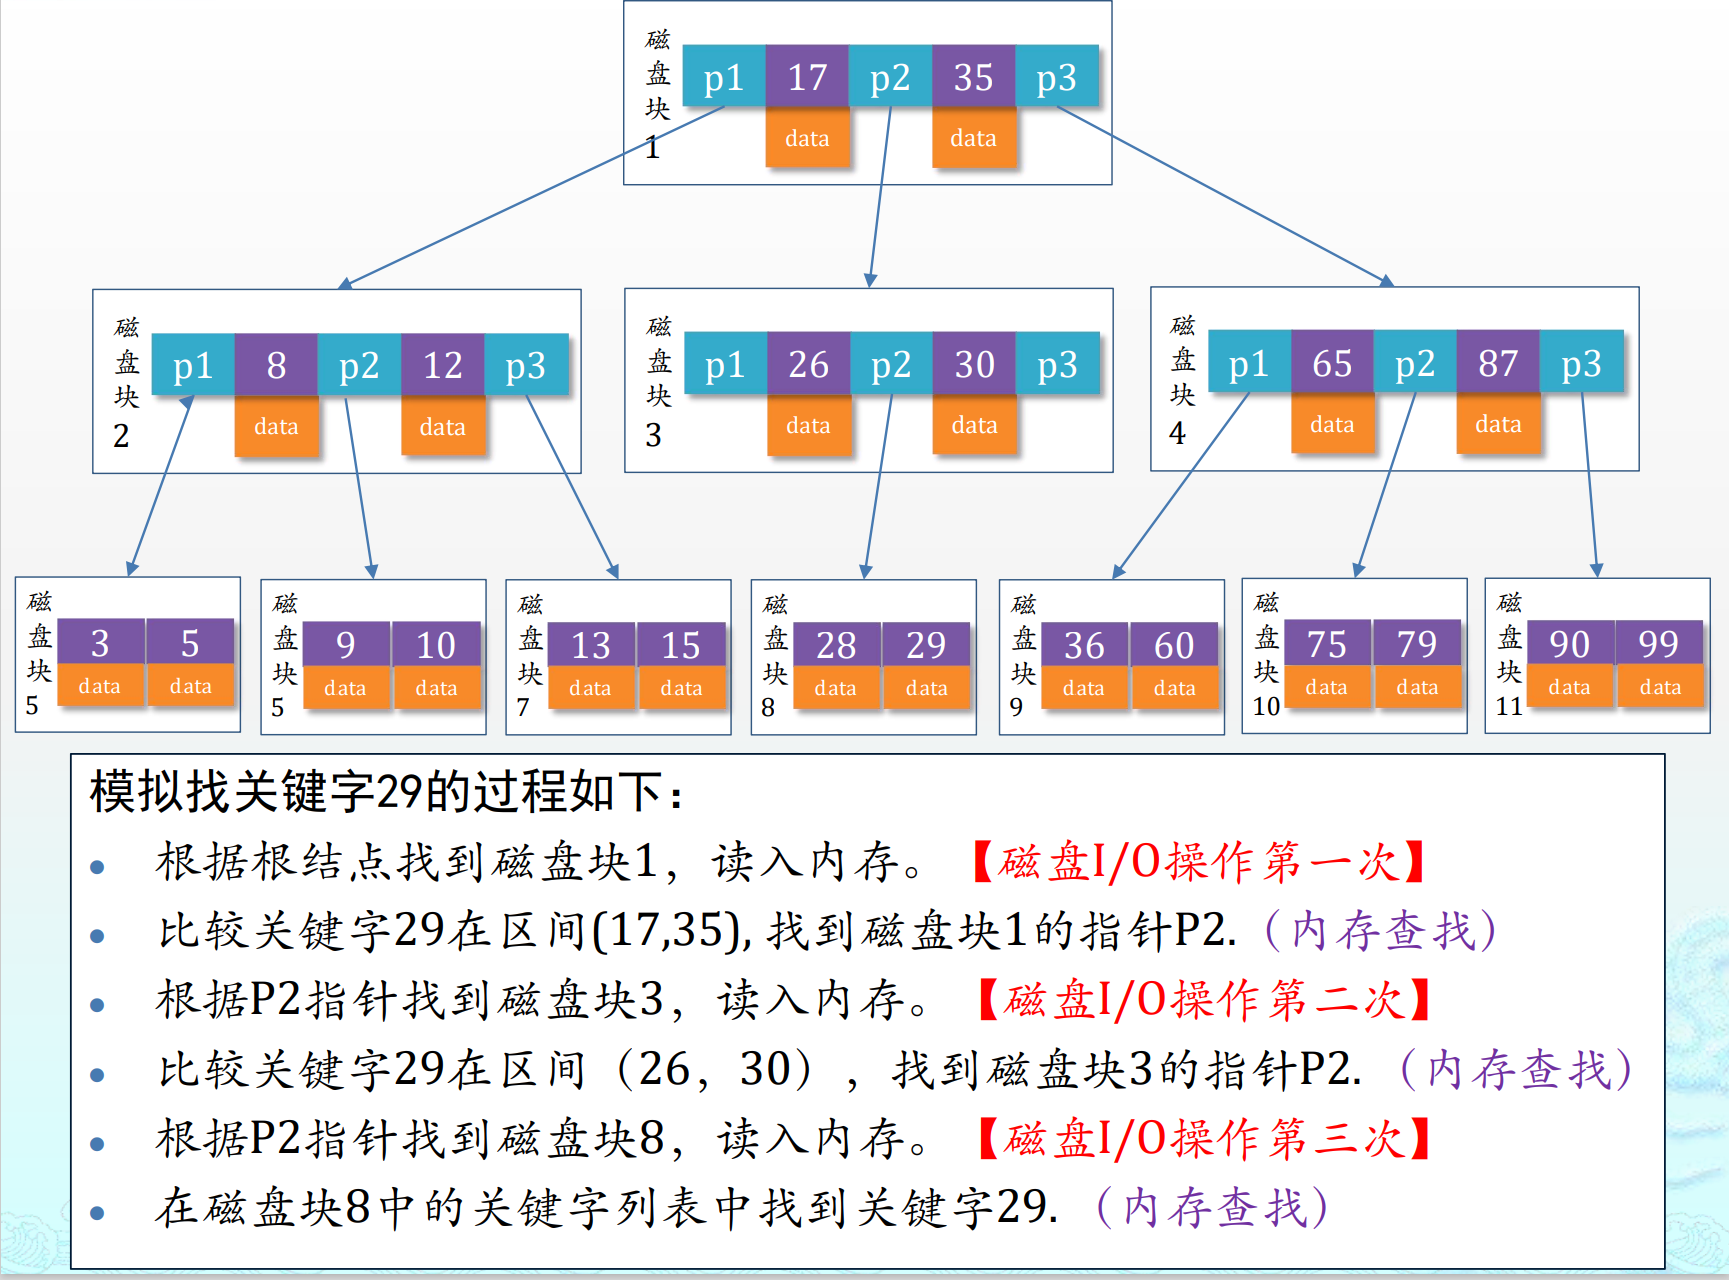 磁盘块1
p1 17 p2 35 p3
data data
磁盘块2
p1 8 p2 12 p3
data data
磁盘块3
p1 26 p2 30 p3
data data
磁盘块4
p1 65 p2 87 p3
data data
磁盘块5
3 5
data data
磁盘块5
9 10
data data
磁盘块7
13 15
data data
磁盘块8
28 29
data data
磁盘块9
36 60
data data
磁盘块10
75 79
data data
磁盘块11
90 99
data data
模拟找关键字29的过程如下：
• 根据根结点找到磁盘块1，读入内存。【磁盘I/O操作第一次】
• 比较关键字29在区间(17,35),找到磁盘块1的指针P2.（内存查找）
• 根据P2指针找到磁盘块3，读入内存。【磁盘I/O操作第二次】
• 比较关键字29在区间（26，30），找到磁盘块3的指针P2.（内存查找）
• 根据P2指针找到磁盘块8，读入内存。【磁盘I/O操作第三次】
• 在磁盘块8中的关键字列表中找到关键字29.（内存查找）